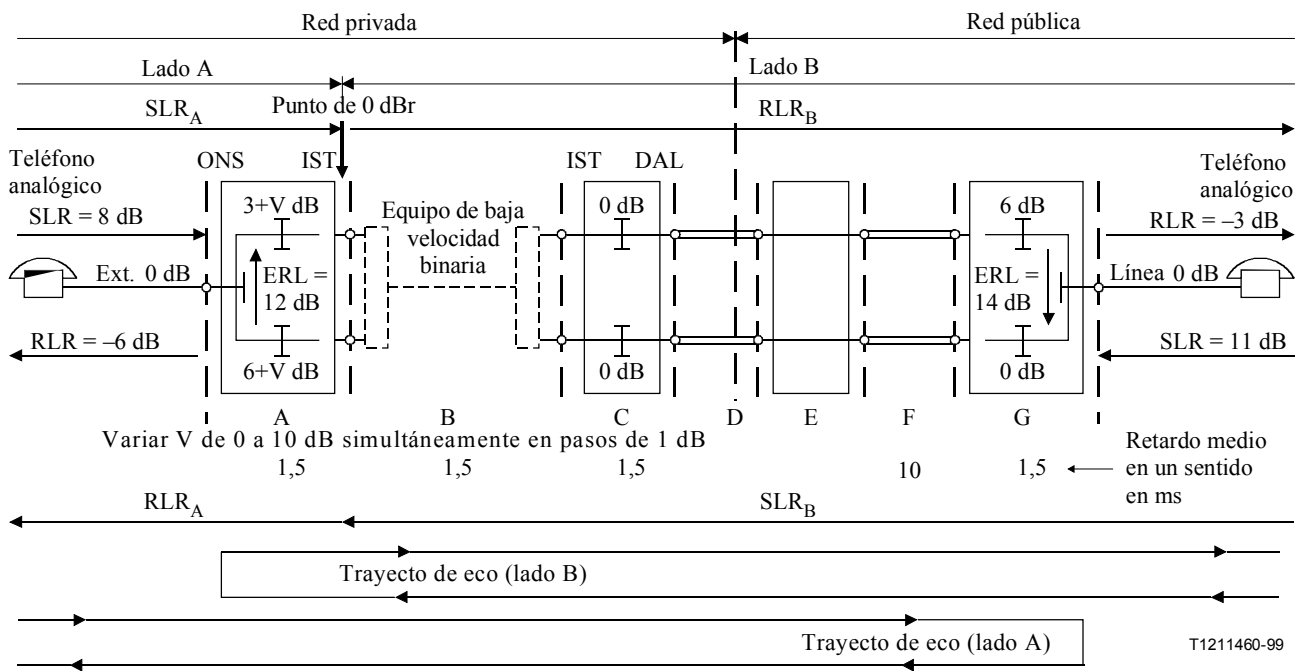 Red privada
Red pública
Lado A
Lado B
SLR_A
Punto de 0 dBr
RLR_B
Teléfono
analógico
ONS
IST
IST
DAL
Teléfono
analógico
SLR = 8 dB
3+V dB
Equipo de baja
velocidad
binaria
0 dB
6 dB
RLR = –3 dB
Ext. 0 dB
ERL =
12 dB
ERL =
14 dB
Línea 0 dB
RLR = –6 dB
6+V dB
0 dB
0 dB
SLR = 11 dB
A
B
C
D
E
F
G
Variar V de 0 a 10 dB simultáneamente en pasos de 1 dB
1,5
1,5
1,5
10
1,5
Retardo medio
en un sentido
en ms
RLR_A
SLR_B
Trayecto de eco (lado B)
Trayecto de eco (lado A)
T1211460-99